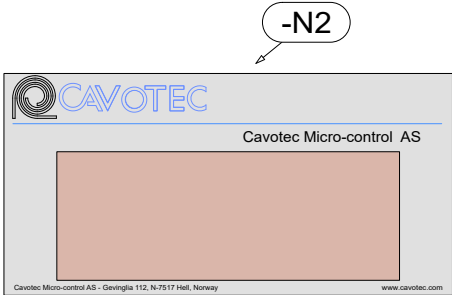 -N2
CAVOTEC
Cavotec Micro-control AS
Cavotec Micro-control AS - Gevinglia 112, N-7517 Hell, Norway www.cavotec.com